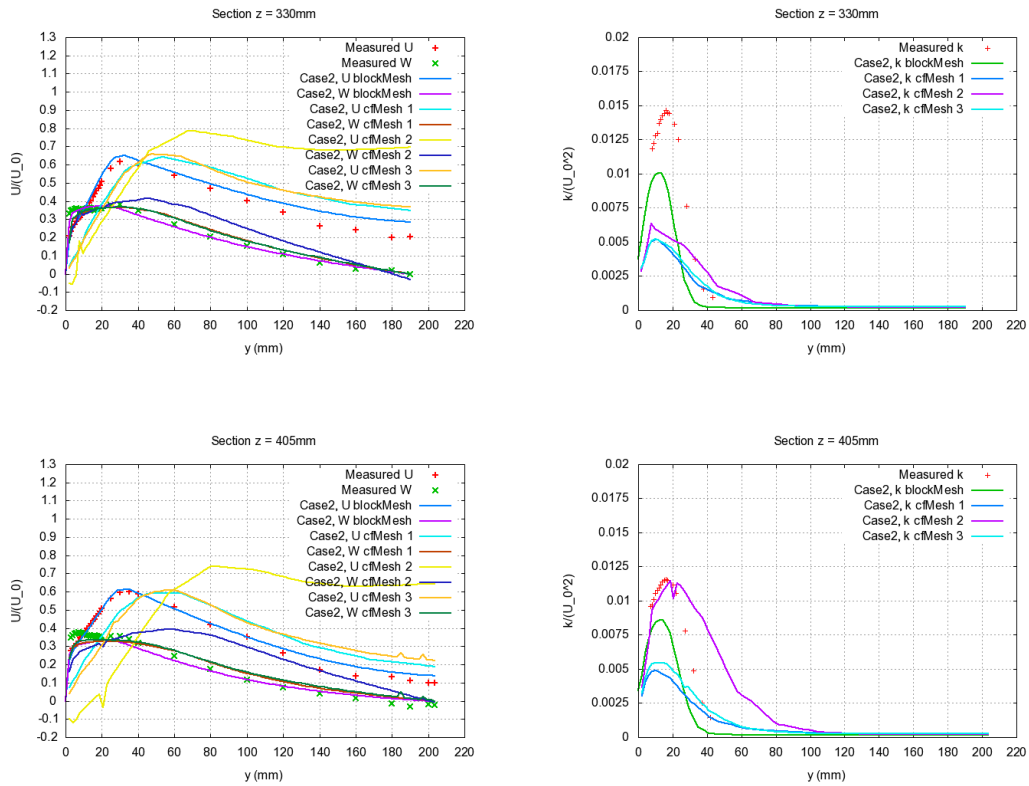 Section z = 330mm
U/(U_0)
1.3
1.2
1.1
1
0.9
0.8
0.7
0.6
0.5
0.4
0.3
0.2
0.1
0
-0.1
-0.2
Measured U
Measured W
Case2, U blockMesh
Case2, W blockMesh
Case2, U cfMesh 1
Case2, W cfMesh 1
Case2, U cfMesh 2
Case2, W cfMesh 2
Case2, U cfMesh 3
Case2, W cfMesh 3
0 20 40 60 80 100 120 140 160 180 200 220
y (mm)
Section z = 330mm
k/(U_0^2)
0.02
0.0175
0.015
0.0125
0.01
0.0075
0.005
0.0025
0
Measured k
Case2, k blockMesh
Case2, k cfMesh 1
Case2, k cfMesh 2
Case2, k cfMesh 3
0 20 40 60 80 100 120 140 160 180 200 220
y (mm)
Section z = 405mm
U/(U_0)
1.3
1.2
1.1
1
0.9
0.8
0.7
0.6
0.5
0.4
0.3
0.2
0.1
0
-0.1
-0.2
Measured U
Measured W
Case2, U blockMesh
Case2, W blockMesh
Case2, U cfMesh 1
Case2, W cfMesh 1
Case2, U cfMesh 2
Case2, W cfMesh 2
Case2, U cfMesh 3
Case2, W cfMesh 3
0 20 40 60 80 100 120 140 160 180 200 220
y (mm)
Section z = 405mm
k/(U_0^2)
0.02
0.0175
0.015
0.0125
0.01
0.0075
0.005
0.0025
0
Measured k
Case2, k blockMesh
Case2, k cfMesh 1
Case2, k cfMesh 2
Case2, k cfMesh 3
0 20 40 60 80 100 120 140 160 180 200 220
y (mm)